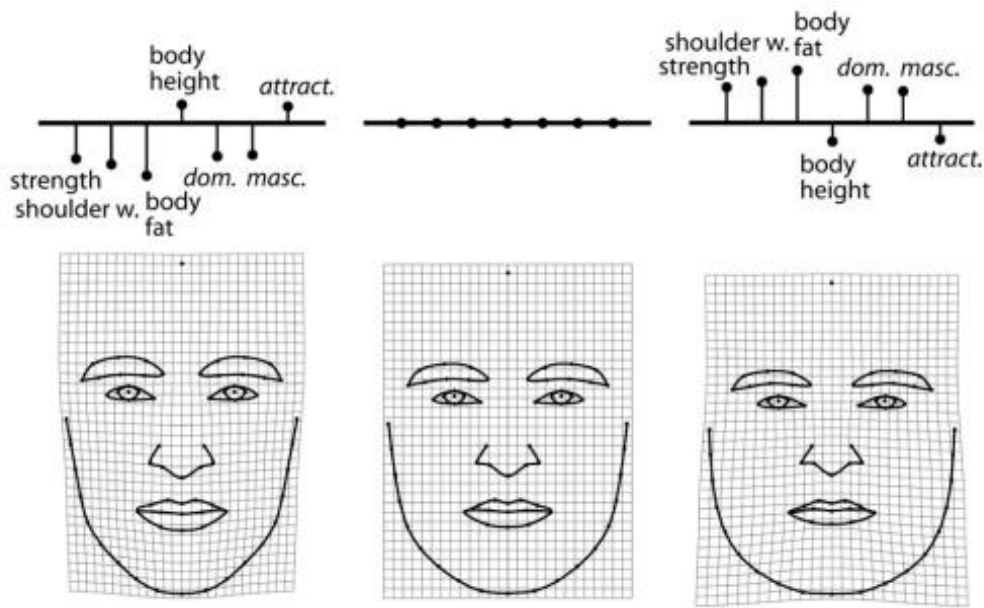 body
height
attract.
strength
dom. masc.
shoulder w. body
fat
shoulder w. body
fat
strength
dom. masc.
body
height
attract.